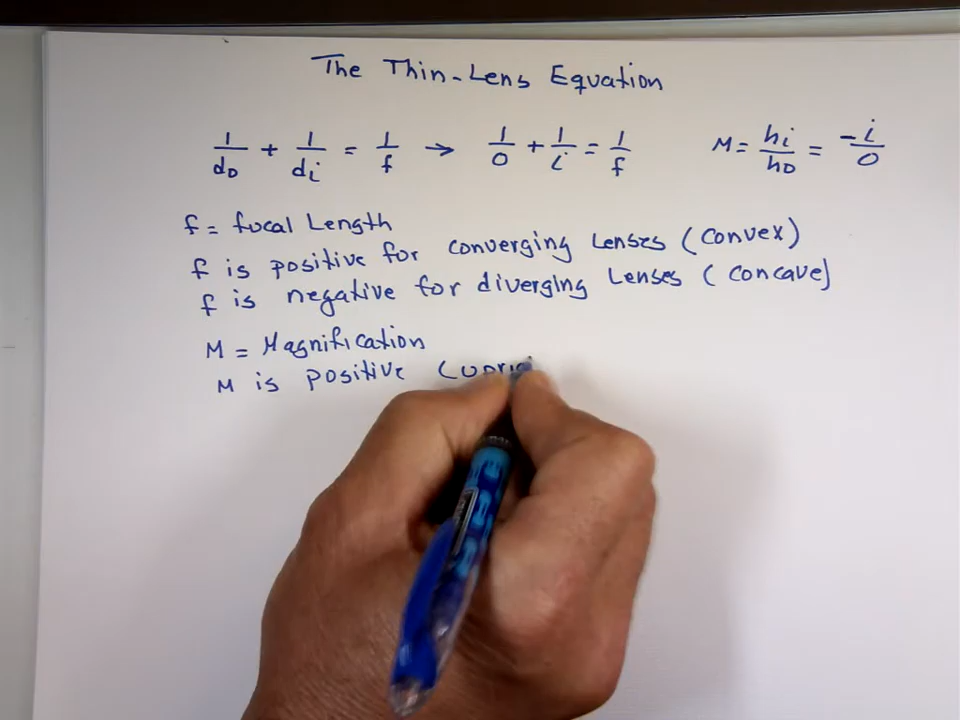 The Thin-Lens Equation
1/do + 1/di = 1/f → 1/o + 1/i = 1/f M = hi/ho = -i/o
f = focal Length
f is positive for converging Lenses (convex)
f is negative for diverging Lenses (concave)
M = Magnification
M is positive (